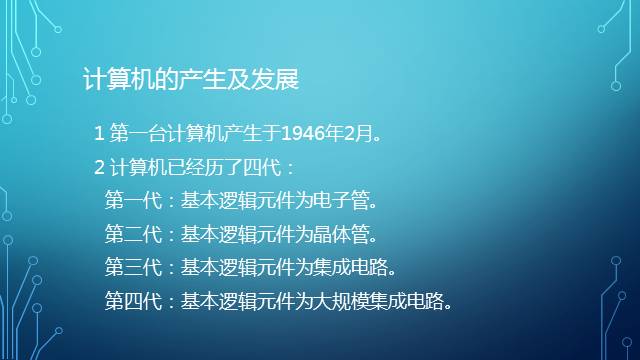 计算机的产生及发展
1 第一台计算机产生于1946年2月。
2 计算机已经历了四代：
第一代：基本逻辑元件为电子管。
第二代：基本逻辑元件为晶体管。
第三代：基本逻辑元件为集成电路。
第四代：基本逻辑元件为大规模集成电路。